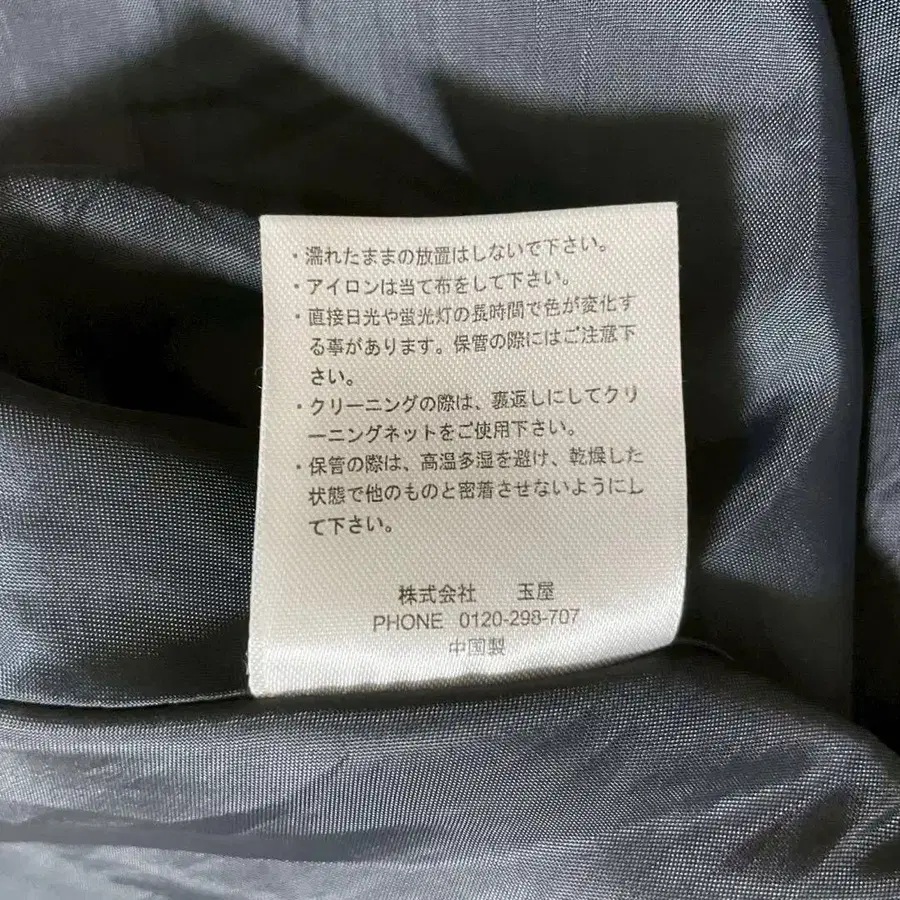 ・濡れたままの放置はしないで下さい。
・アイロンは当て布をして下さい。
・直接日光や蛍光灯の長時間で色が変化す
る事があります。保管の際にはご注意下
さい。
・クリーニングの際は、裏返しにしてクリ
ーニングネットをご使用下さい。
・保管の際は、高温多湿を避け、乾燥した
状態で他のものと密着させないようにし
て下さい。
株式会社 玉屋
PHONE 0120-298-707
中国製